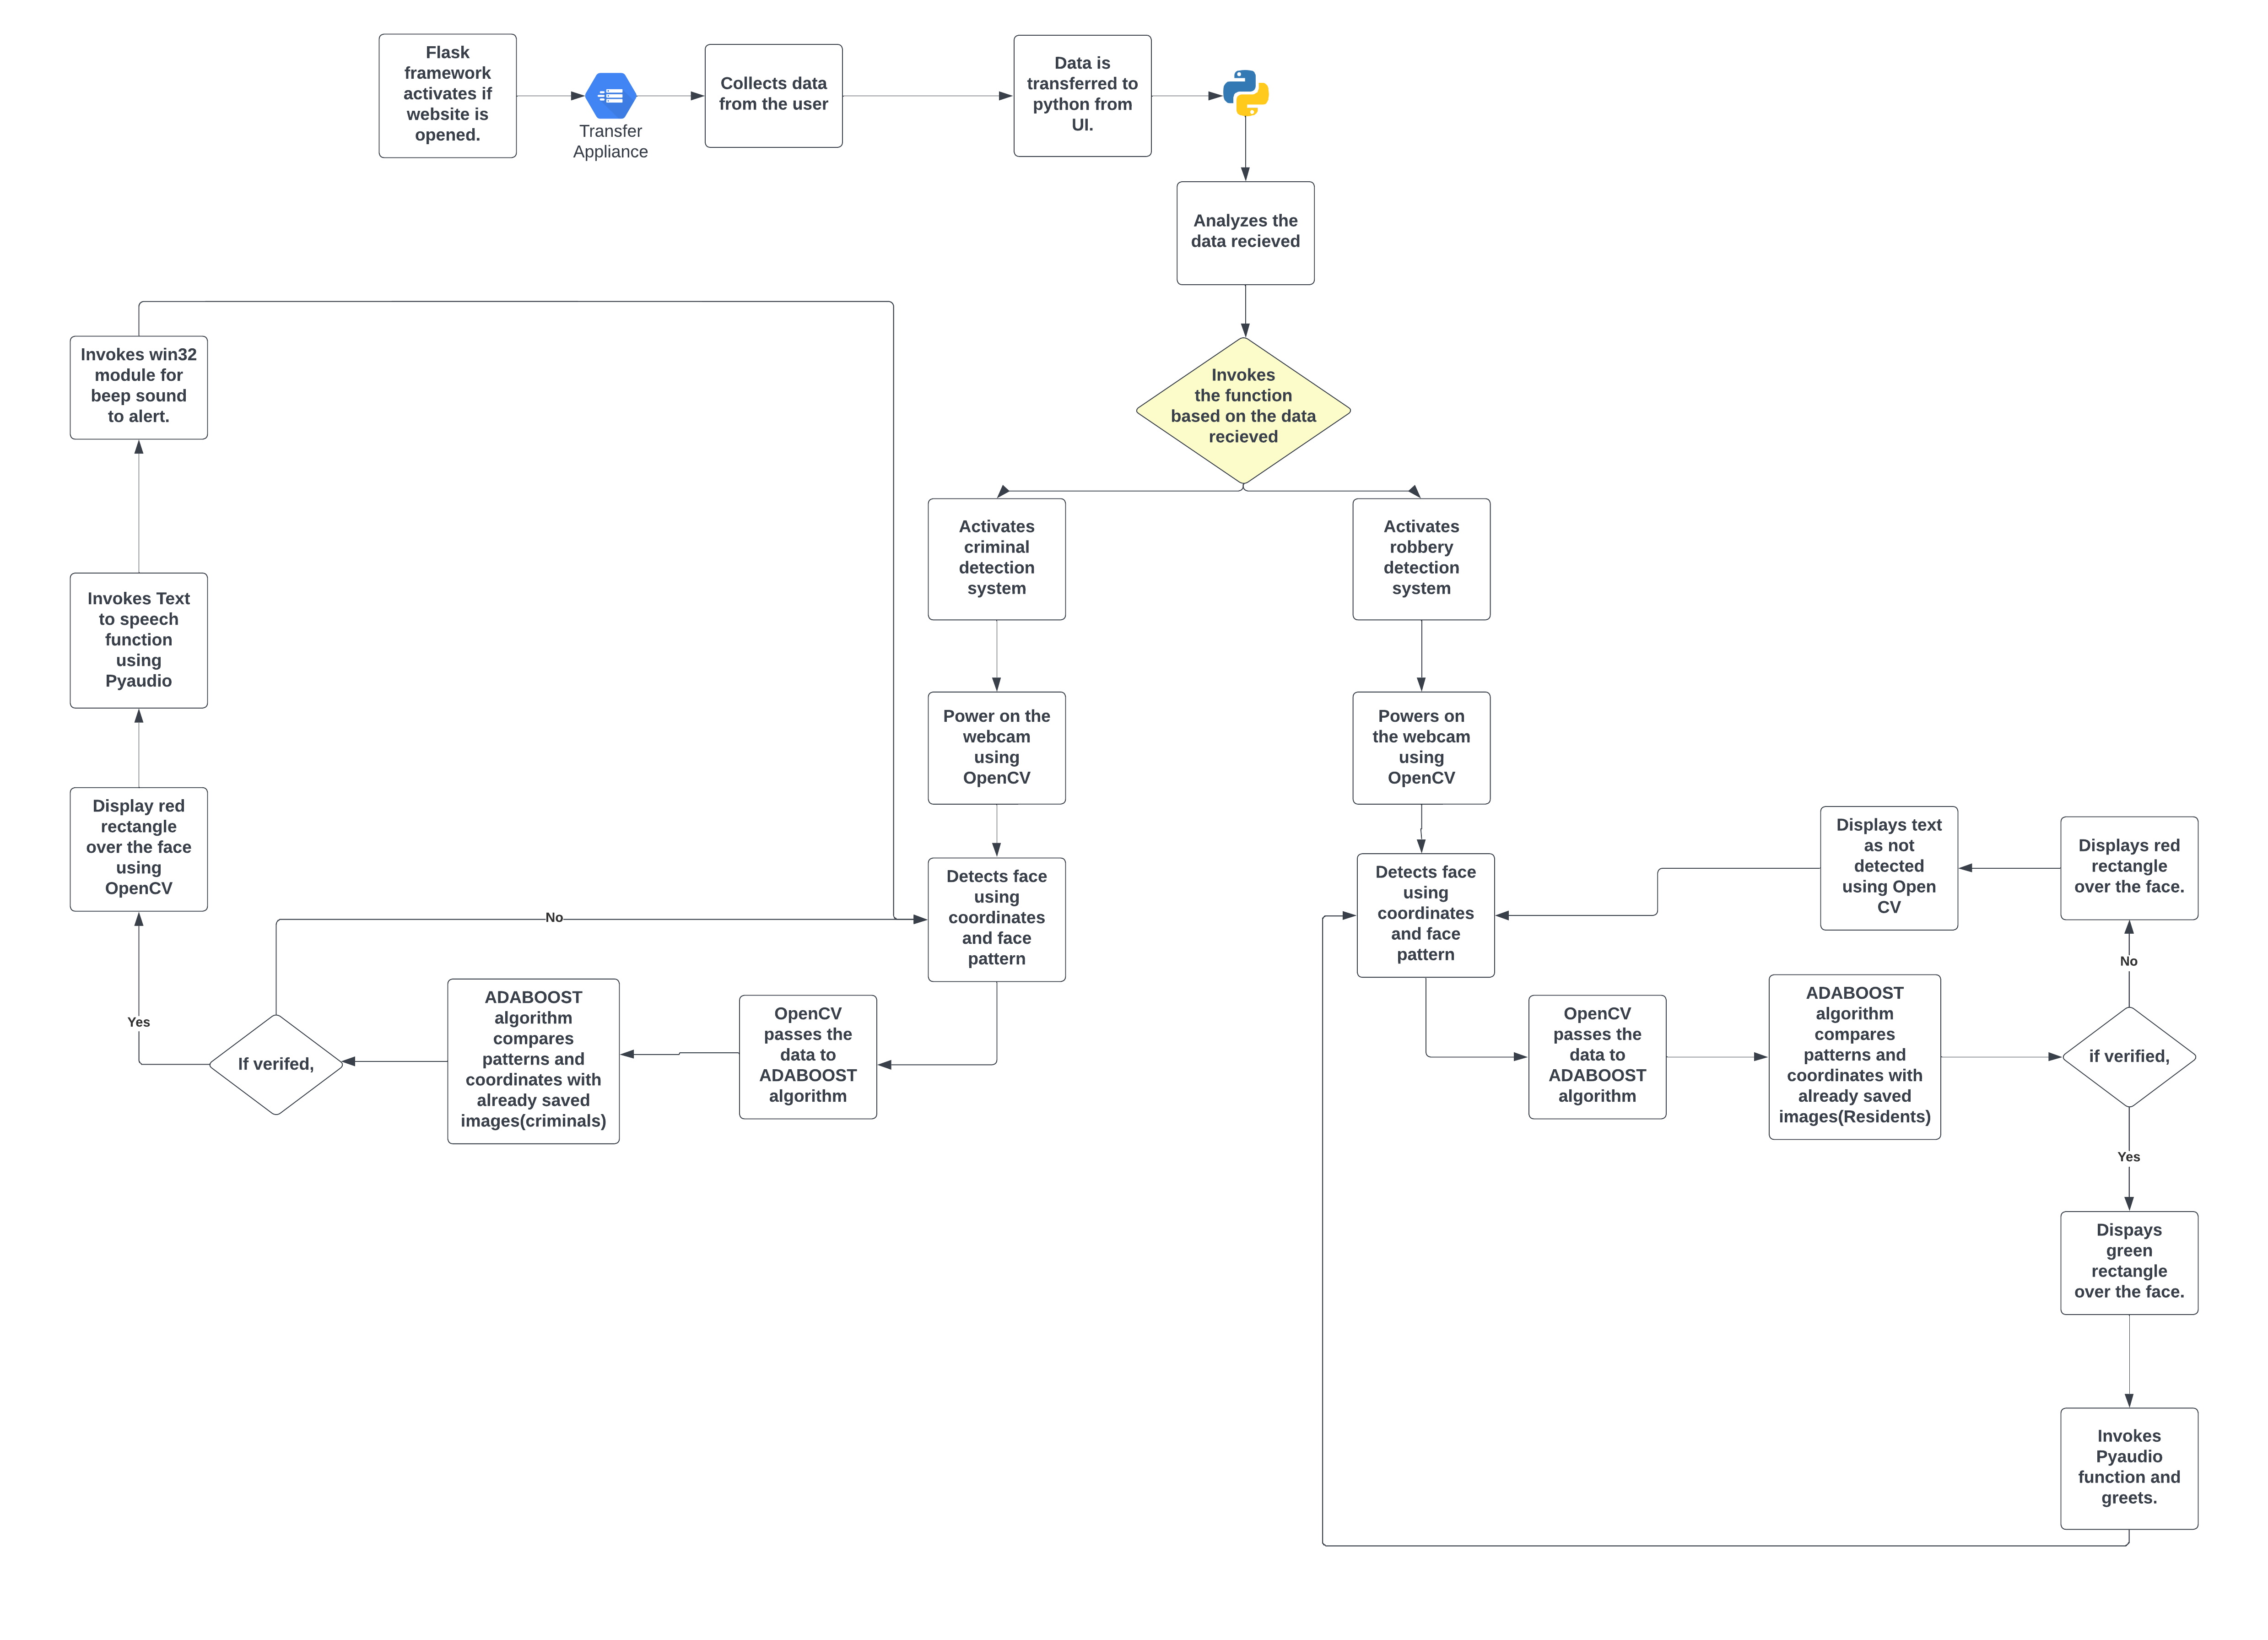 Flask
framework
activates if
website is
opened.
Transfer
Appliance
Collects data
from the user
Data is
transferred to
python from
UI.
Analyzes the
data recieved
Invokes
the function
based on the data
recieved
Activates
criminal
detection
system
Activates
robbery
detection
system
Power on the
webcam
using
OpenCV
Powers on
the webcam
using
OpenCV
Detects face
using
coordinates
and face
pattern
OpenCV
passes the
data to
ADABOOST
algorithm
ADABOOST
algorithm
compares
patterns and
coordinates with
already saved
images(criminals)
If verifed,
No
Yes
Display red
rectangle
over the face
using
OpenCV
Invokes Text
to speech
function
using
Pyaudio
Invokes win32
module for
beep sound
to alert.
Detects face
using
coordinates
and face
pattern
OpenCV
passes the
data to
ADABOOST
algorithm
ADABOOST
algorithm
compares
patterns and
coordinates with
already saved
images(Residents)
if verified,
No
Displays red
rectangle
over the face.
Displays text
as not
detected
using Open
CV
Yes
Dispays
green
rectangle
over the face.
Invokes
Pyaudio
function and
greets.